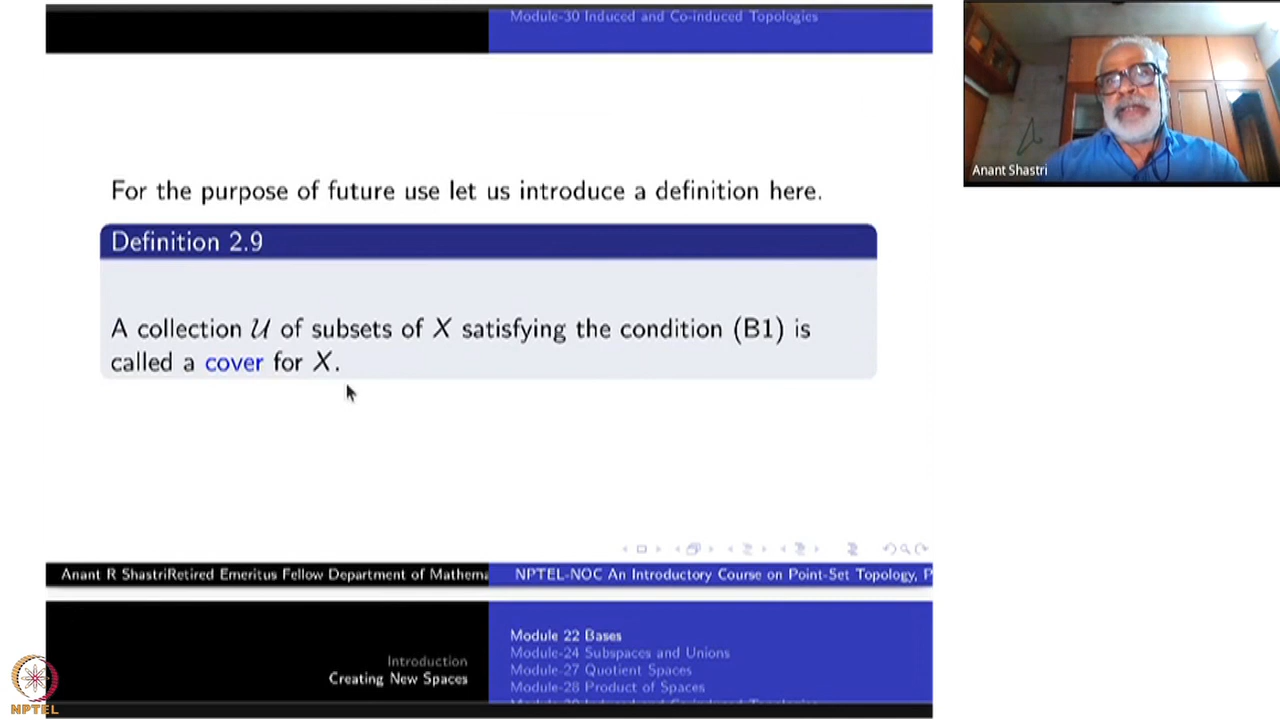 Module-30 Induced and Co-induced Topologies
Anant Shastri
For the purpose of future use let us introduce a definition here.
Definition 2.9
A collection 𝒰 of subsets of X satisfying the condition (B1) is
called a cover for X.
Anant R ShastriRetired Emeritus Fellow Department of Mathema
NPTEL-NOC An Introductory Course on Point-Set Topology, P
Introduction
Creating New Spaces
Module 22 Bases
Module-24 Subspaces and Unions
Module-27 Quotient Spaces
Module-28 Product of Spaces
NPTEL